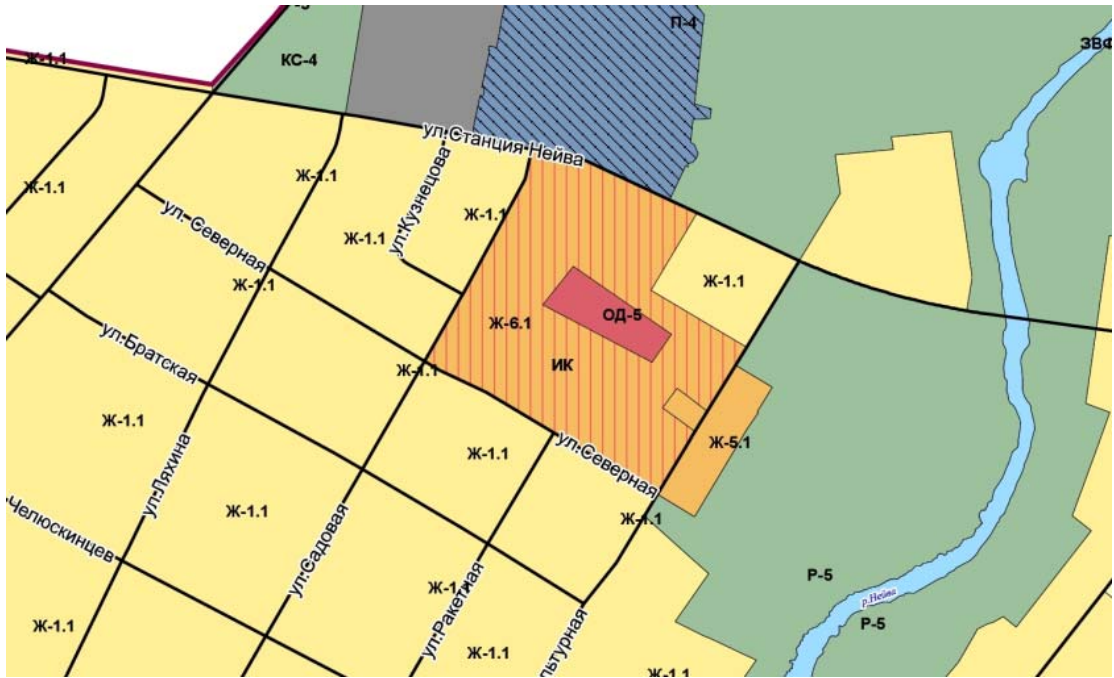 П-4
ЗВФ
Ж-1.1
КС-4
ул.Станция Нейва
Ж-1.1
Ж-1.1
ул.Кузнецова
Ж-1.1
ул. Северная
Ж-1.1
Ж-1.1
Ж-1.1
ОД-5
Ж-6.1
ул.Братская
ИК
Ж-1.1
Ж-1.1
Ж-5.1
Ж-1.1
ул.Северная
ул.Ляхина
Ж-1.1
Ж-1.1
Челюскинцев
ул.Садовая
Р-5
Ж-1.1
ул.Ракетная
р.Нейва
Р-5
Ж-1.1
Ж-1.1
льтурная
Ж-1.1